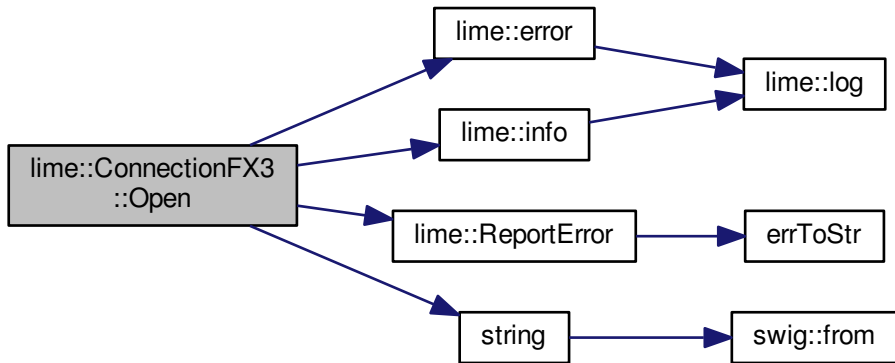 lime::ConnectionFX3
::Open
lime::error
lime::info
lime::ReportError
string
lime::log
errToStr
swig::from